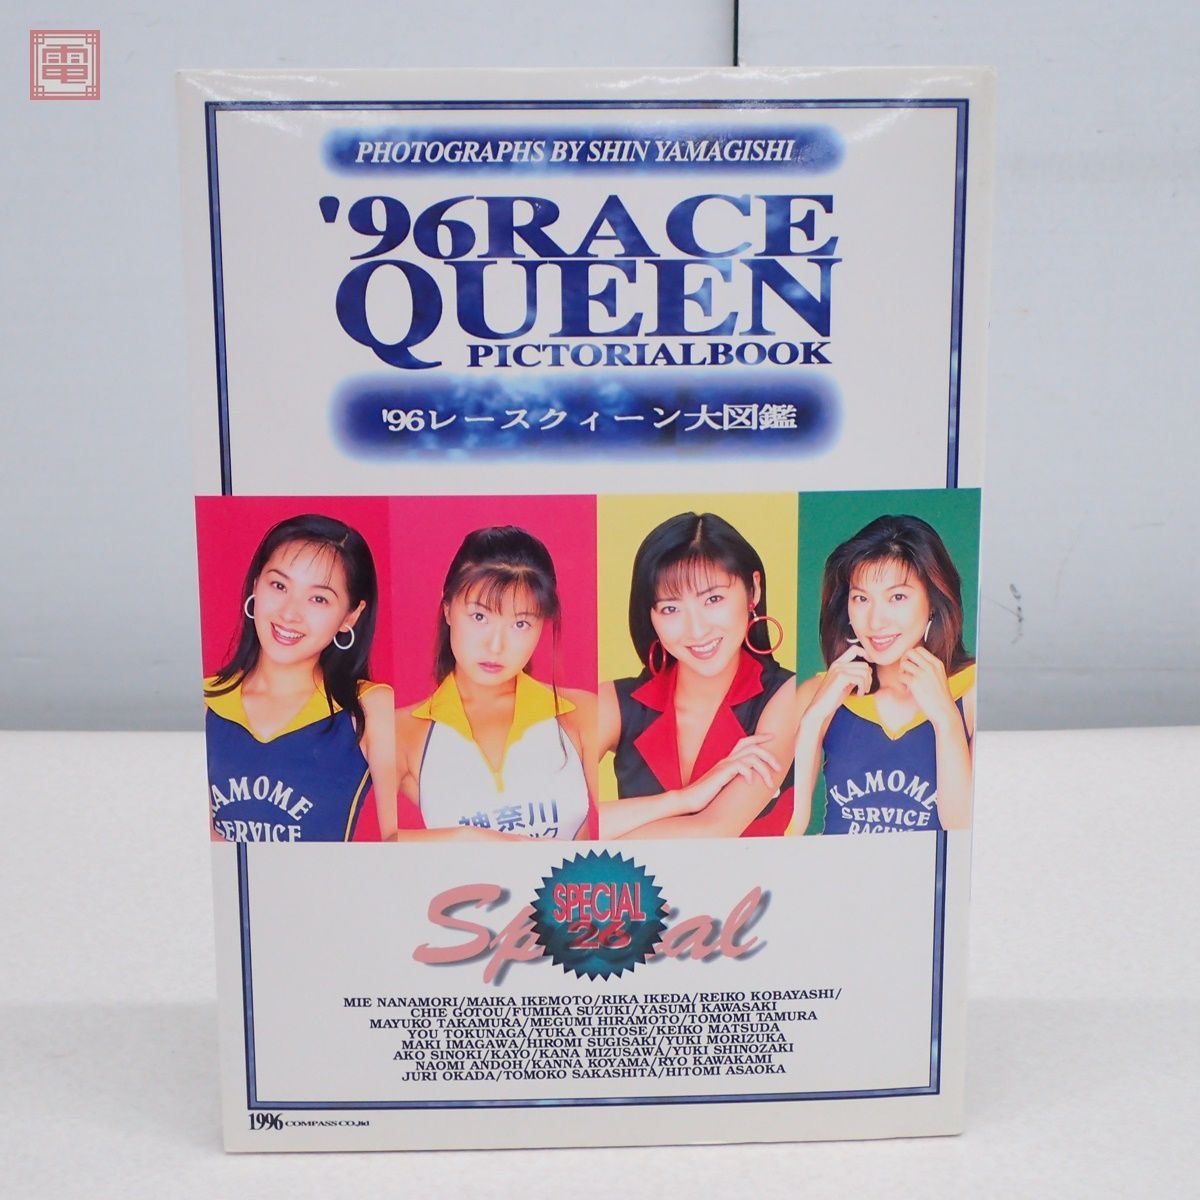 電
PHOTOGRAPHS BY SHIN YAMAGISHI
'96RACE
QUEEN
PICTORIALBOOK
'96レースクィーン大図鑑
KAMOME
SERVICE
神奈川
ック
KAMOME
SERVICE
RACING
Special
SPECIAL
26
MIE NANAMORI/MAIKA IKEMOTO/RIKA IKEDA/REIKO KOBAYASHI/
CHIE GOTOU/FUMIKA SUZUKI/YASUMI KAWASAKI
MAYUKO TAKAMURA/MEGUMI HIRAMOTO/TOMOMI TAMURA
YOU TOKUNAGA/YUKA CHITOSE/KEIKO MATSUDA
MAKI IMAGAWA/HIROMI SUGISAKI/YUKI MORIZUKA
AKO SINOKI/KAYO/KANA MIZUSAWA/YUKI SHINOZAKI
NAOMI ANDOH/KANNA KOYAMA/RYO KAWAKAMI
JURI OKADA/TOMOKO SAKASHITA/HITOMI ASAOKA
1996 COMPASS CO.,ltd